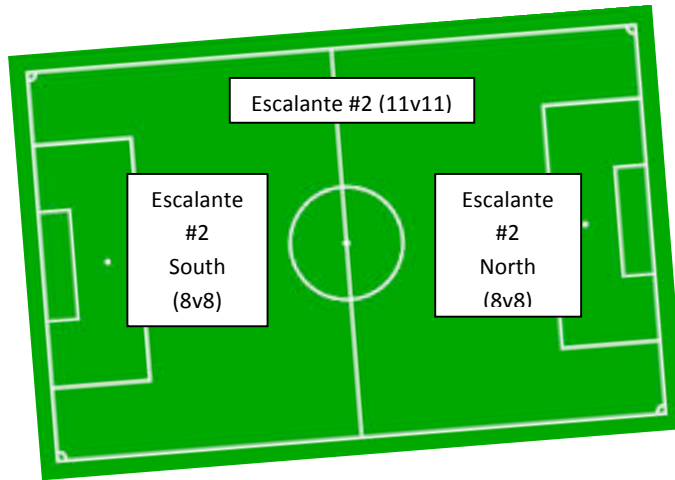 Escalante #2 (11v11)
Escalante
#2
South
(8v8)
Escalante
#2
North
(8v8)